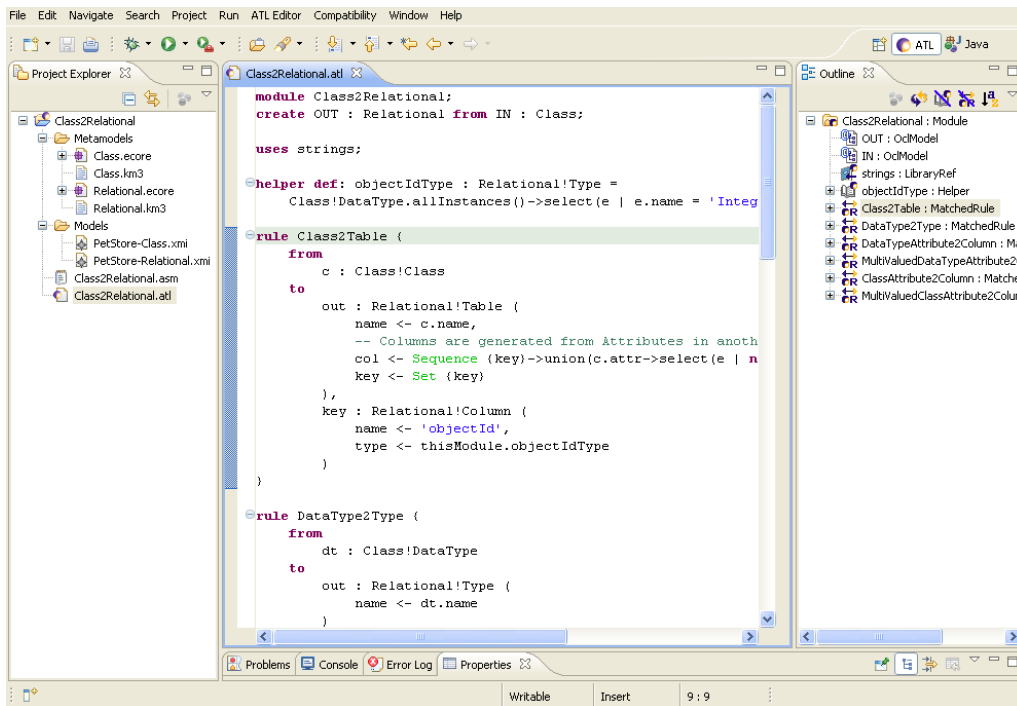 File Edit Navigate Search Project Run ATL Editor Compatibility Window Help
ATL Java
Project Explorer
Class2Relational
Metamodels
Class.ecore
Class.km3
Relational.ecore
Relational.km3
Models
PetStore-Class.xmi
PetStore-Relational.xmi
Class2Relational.asm
Class2Relational.atl
Class2Relational.atl
module Class2Relational;
create OUT : Relational from IN : Class;
uses strings;
helper def: objectIdType : Relational!Type =
Class!DataType.allInstances()->select(e | e.name = 'Integ
rule Class2Table {
from
c : Class!Class
to
out : Relational!Table (
name <- c.name,
-- Columns are generated from Attributes in anoth
col <- Sequence {key}->union(c.attr->select(e | n
key <- Set {key}
),
key : Relational!Column (
name <- 'objectId',
type <- thisModule.objectIdType
)
}
rule DataType2Type {
from
dt : Class!DataType
to
out : Relational!Type (
name <- dt.name
)
Outline
Class2Relational : Module
OUT : OclModel
IN : OclModel
strings : LibraryRef
objectIdType : Helper
Class2Table : MatchedRule
DataType2Type : MatchedRule
DataTypeAttribute2Column : Ma
MultiValuedDataTypeAttribute2
ClassAttribute2Column : Matche
MultiValuedClassAttribute2Colu
Problems Console Error Log Properties
Writable Insert 9 : 9